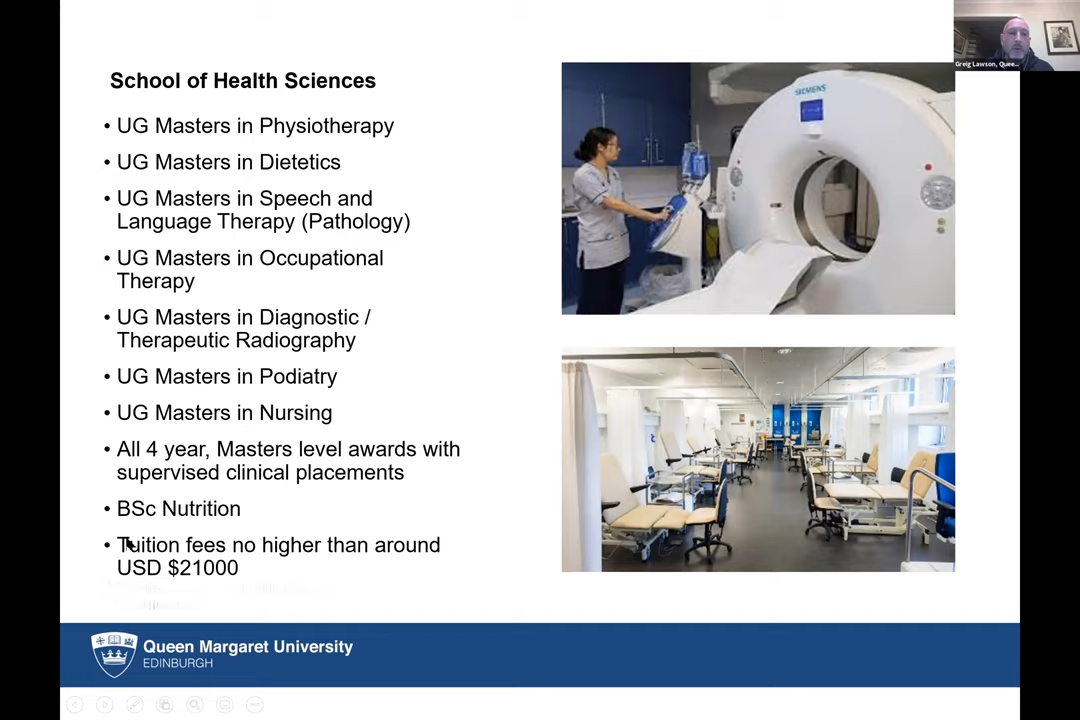 Greig Lawson, Quee...
School of Health Sciences
• UG Masters in Physiotherapy
• UG Masters in Dietetics
• UG Masters in Speech and
Language Therapy (Pathology)
• UG Masters in Occupational
Therapy
• UG Masters in Diagnostic /
Therapeutic Radiography
• UG Masters in Podiatry
• UG Masters in Nursing
• All 4 year, Masters level awards with
supervised clinical placements
• BSc Nutrition
• Tuition fees no higher than around
USD $21000
SIEMENS
Queen Margaret University
EDINBURGH